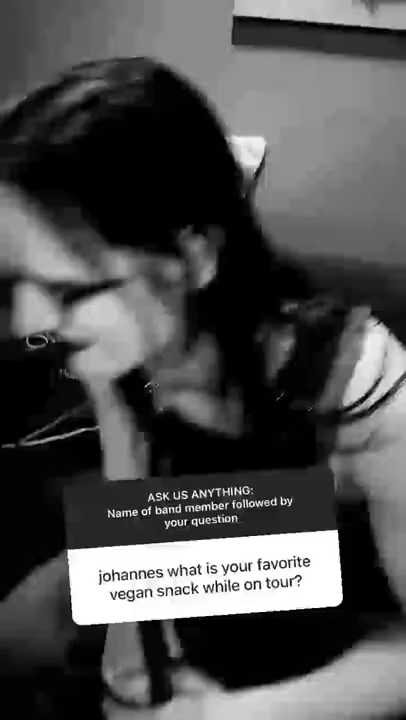 ASK US ANYTHING:
Name of band member followed by
your question
johannes what is your favorite
vegan snack while on tour?